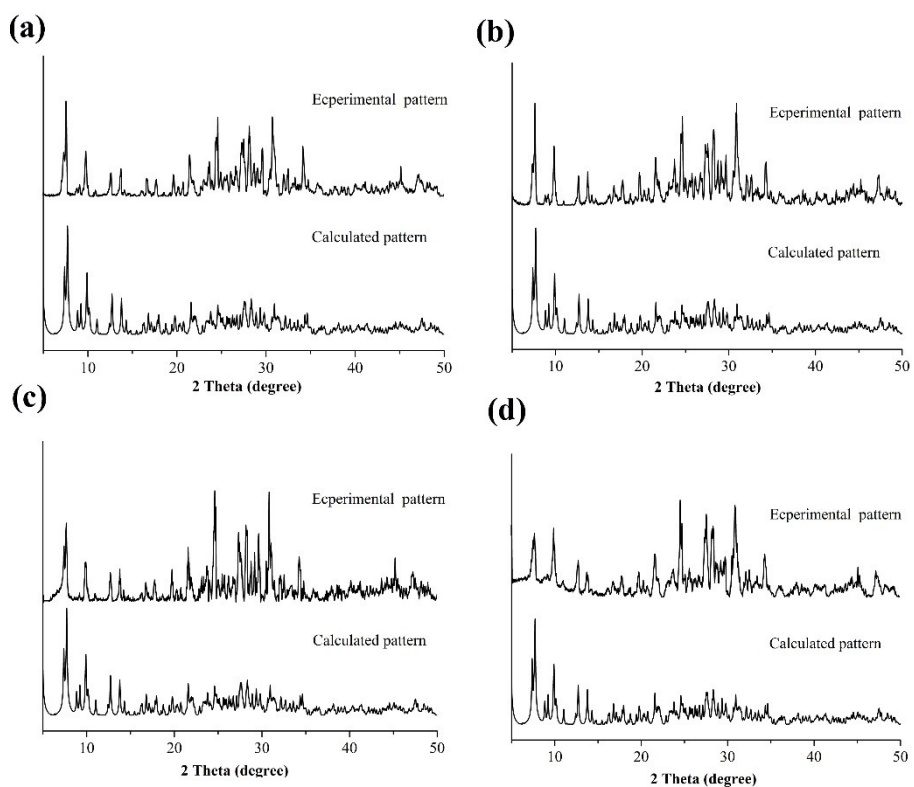 (a)
Ecperimental pattern
Calculated pattern
10 20 30 40 50
2 Theta (degree)
(b)
Ecperimental pattern
Calculated pattern
10 20 30 40 50
2 Theta (degree)
(c)
Ecperimental pattern
Calculated pattern
10 20 30 40 50
2 Theta (degree)
(d)
Ecperimental pattern
Calculated pattern
10 20 30 40 50
2 Theta (degree)